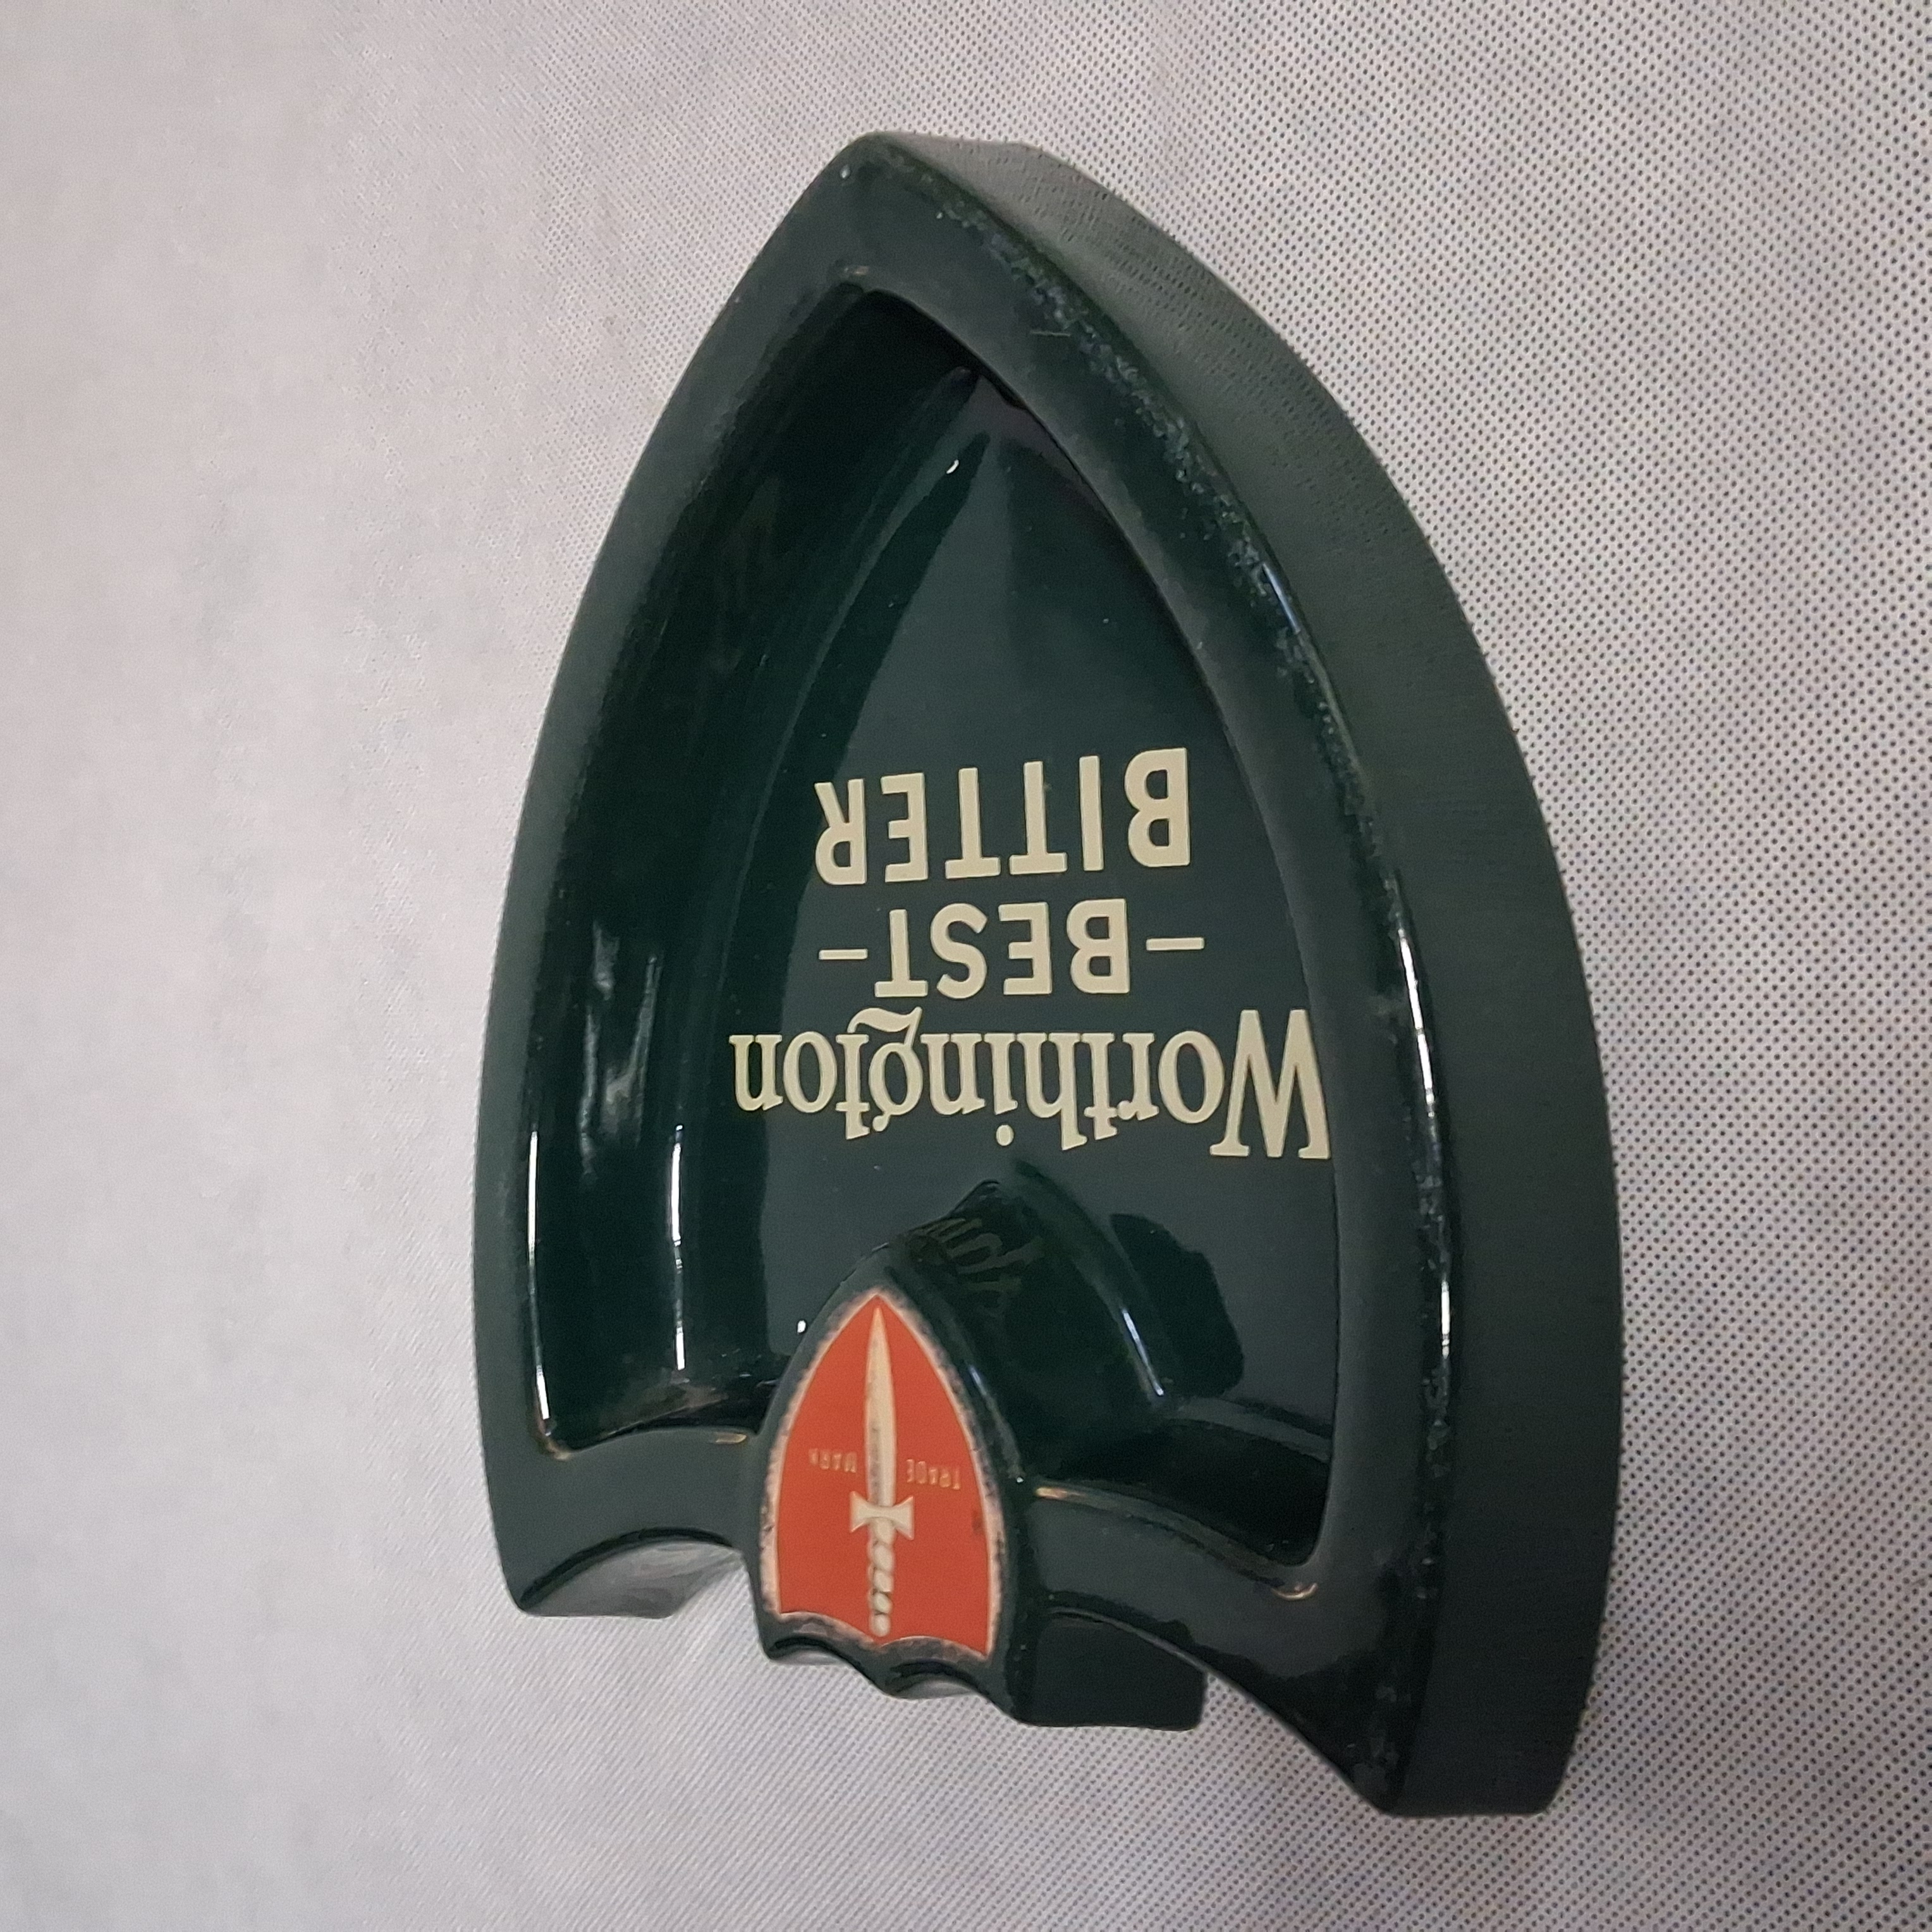 TRADE MARK
Worthington
-BEST-
BITTER